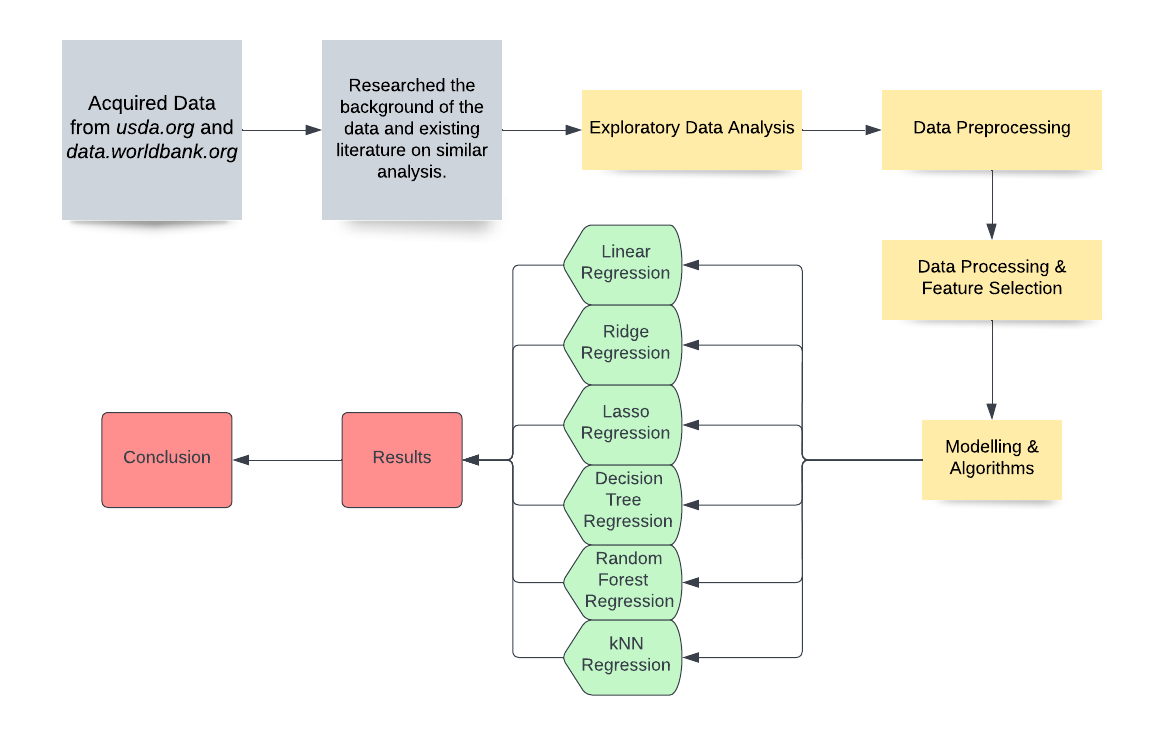 Acquired Data
from usda.org and
data.worldbank.org
Researched the
background of the
data and existing
literature on similar
analysis.
Exploratory Data Analysis
Data Preprocessing
Data Processing &
Feature Selection
Modelling &
Algorithms
Linear
Regression
Ridge
Regression
Lasso
Regression
Decision
Tree
Regression
Random
Forest
Regression
kNN
Regression
Results
Conclusion